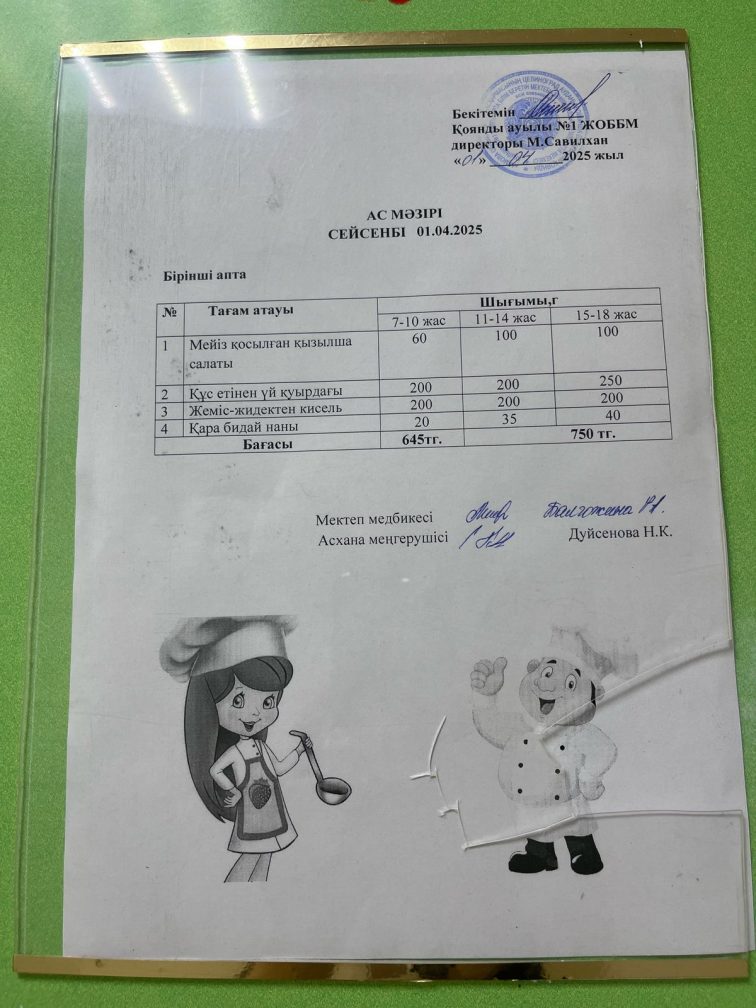 Бекітемін
Қоянды ауылы №1 ЖОББМ
директоры М.Савилхан
«01» 04 2025 жыл
АС МӘЗІРІ
СЕЙСЕНБІ 01.04.2025
Бірінші апта
№ Тағам атауы Шығымы,г
7-10 жас 11-14 жас 15-18 жас
1 Мейіз қосылған қызылша 60 100 100
салаты
2 Құс етінен үй қуырдағы 200 200 250
3 Жеміс-жидектен кисель 200 200 200
4 Қара бидай наны 20 35 40
Бағасы 645тг. 750 тг.
Мектеп медбикесі
Асхана меңгерушісі Дуйсенова Н.К.